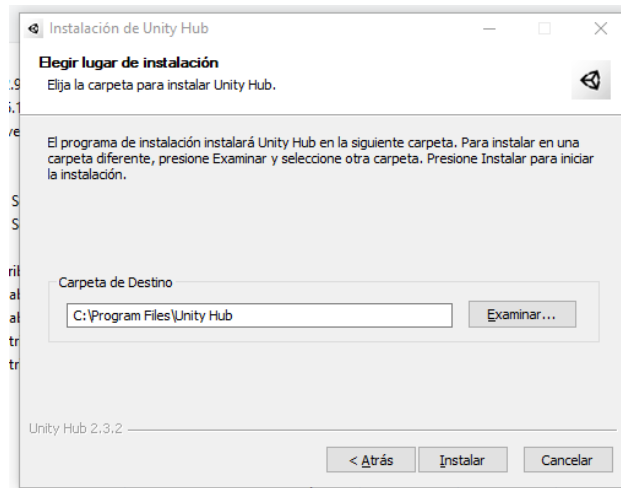 Instalación de Unity Hub
Elegir lugar de instalación
Elija la carpeta para instalar Unity Hub.
El programa de instalación instalará Unity Hub en la siguiente carpeta. Para instalar en una
carpeta diferente, presione Examinar y seleccione otra carpeta. Presione Instalar para iniciar
la instalación.
Carpeta de Destino
C:\Program Files\Unity Hub
Examinar...
Unity Hub 2.3.2
< Atrás
Instalar
Cancelar